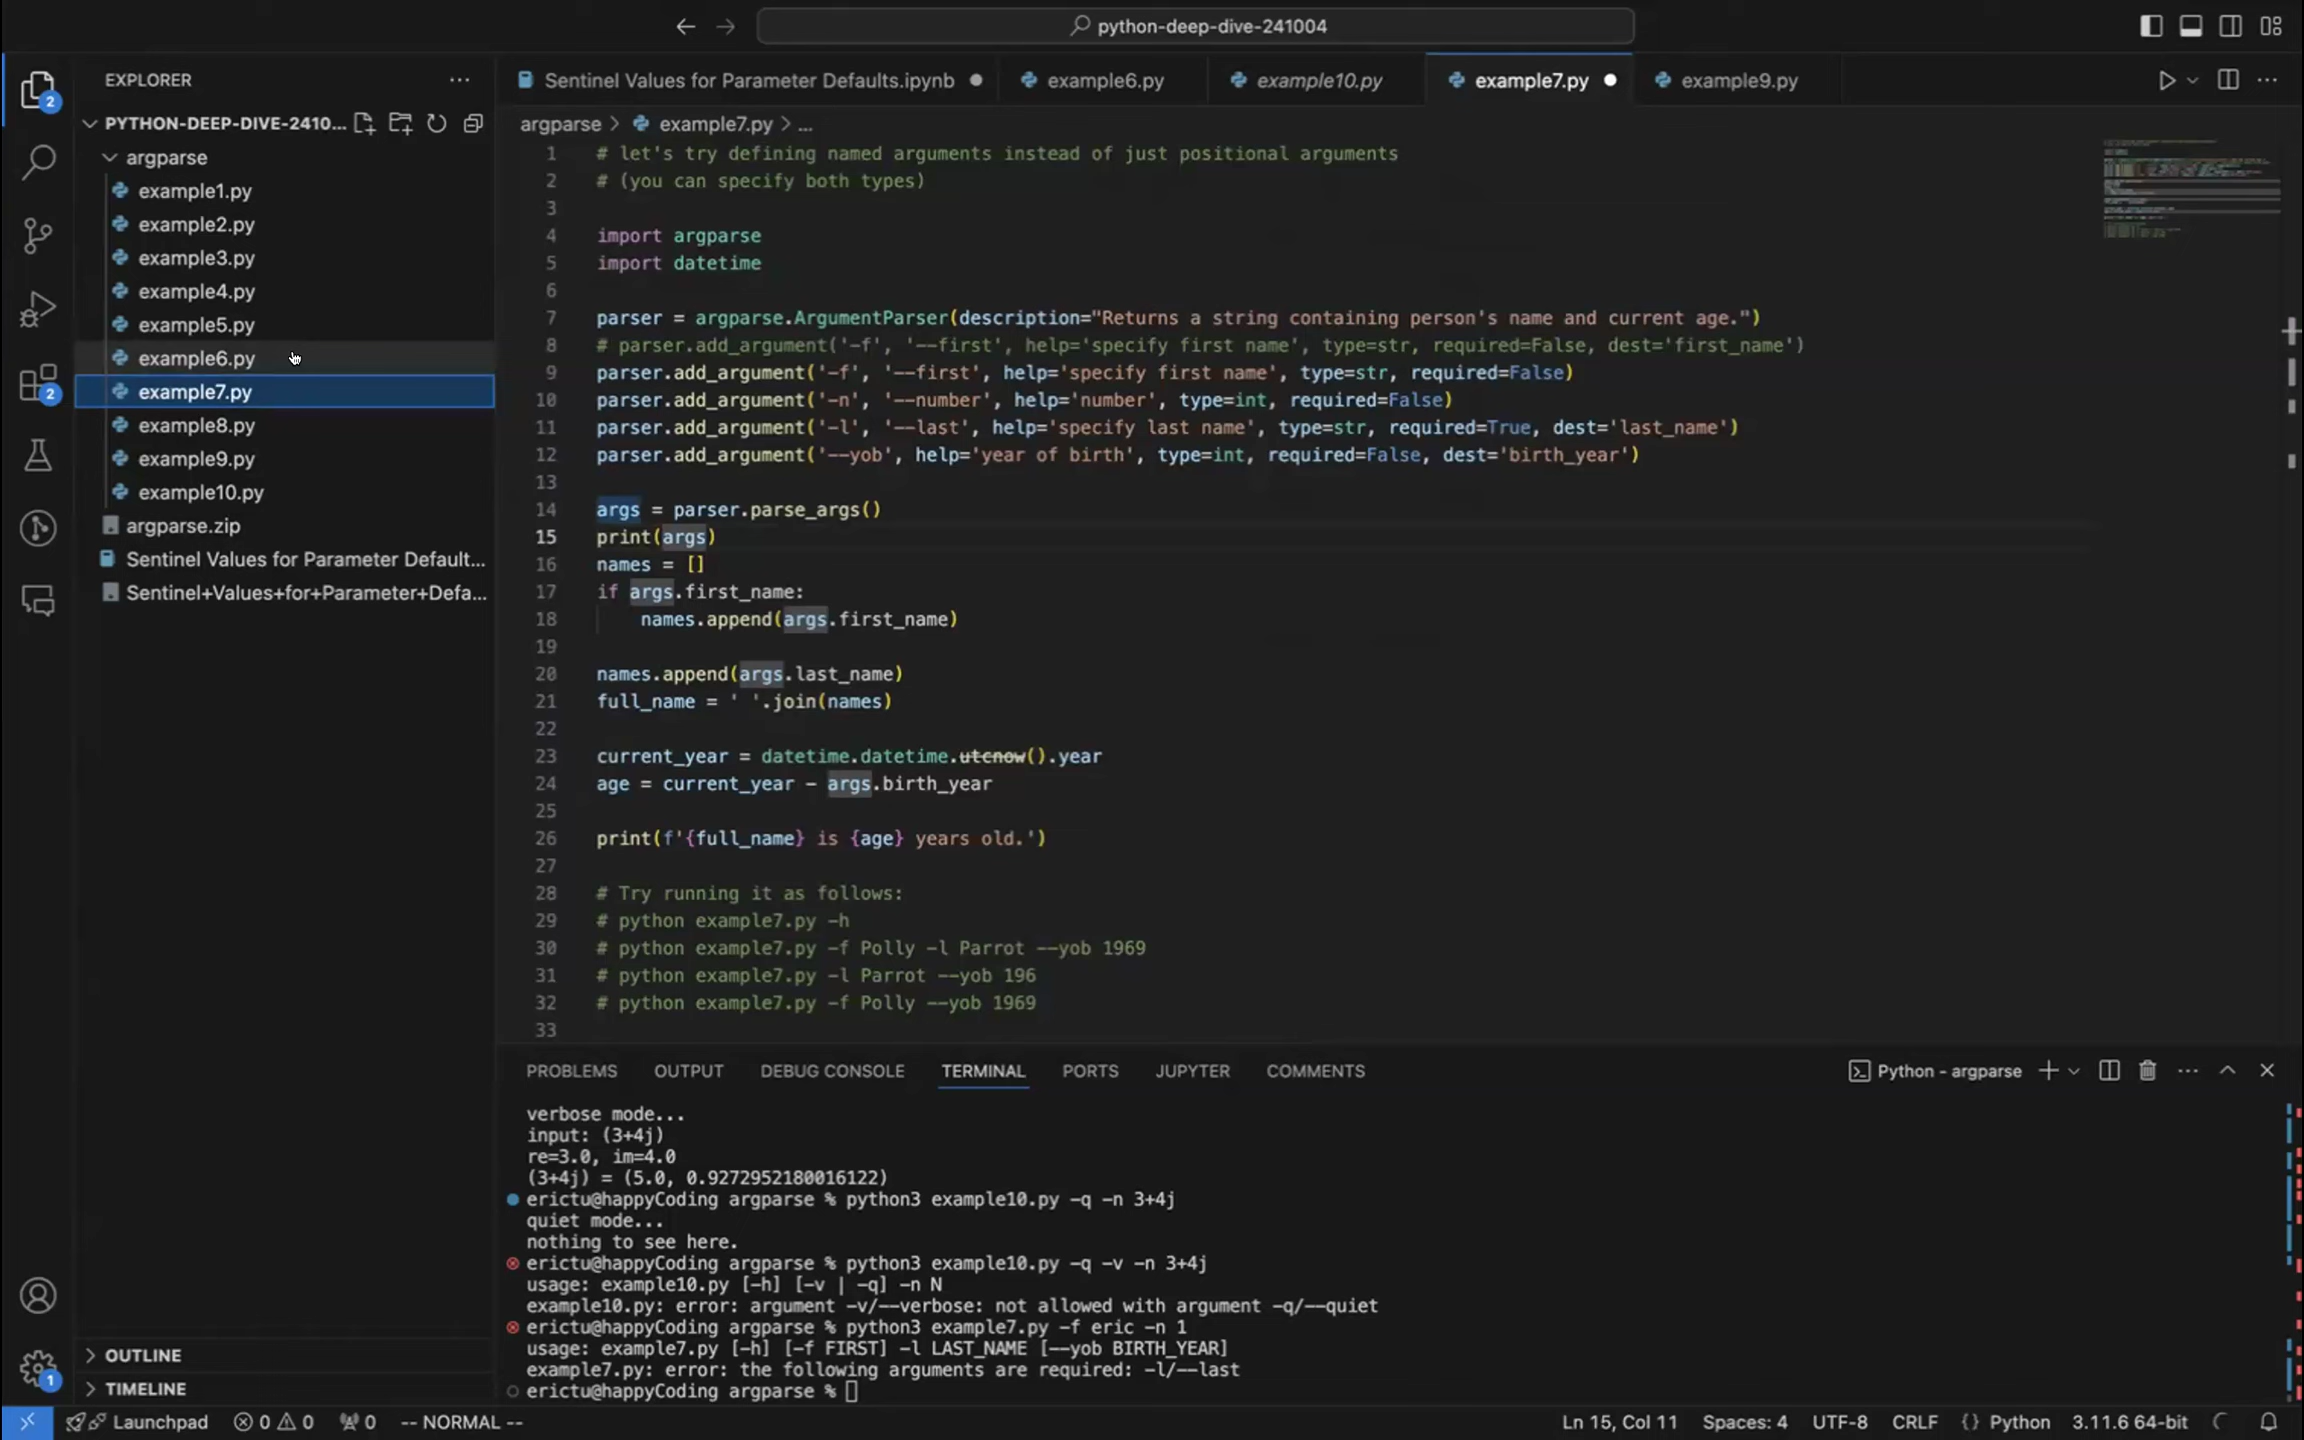 python-deep-dive-241004
EXPLORER
PYTHON-DEEP-DIVE-2410...
argparse
example1.py
example2.py
example3.py
example4.py
example5.py
example6.py
example7.py
example8.py
example9.py
example10.py
argparse.zip
Sentinel Values for Parameter Default...
Sentinel+Values+for+Parameter+Defa...
OUTLINE
TIMELINE
2
2
1
Sentinel Values for Parameter Defaults.ipynb
example6.py
example10.py
example7.py
example9.py
argparse > example7.py > ...
1 # let's try defining named arguments instead of just positional arguments
2 # (you can specify both types)
3
4 import argparse
5 import datetime
6
7 parser = argparse.ArgumentParser(description="Returns a string containing person's name and current age.")
8 # parser.add_argument('-f', '--first', help='specify first name', type=str, required=False, dest='first_name')
9 parser.add_argument('-f', '--first', help='specify first name', type=str, required=False)
10 parser.add_argument('-n', '--number', help='number', type=int, required=False)
11 parser.add_argument('-l', '--last', help='specify last name', type=str, required=True, dest='last_name')
12 parser.add_argument('--yob', help='year of birth', type=int, required=False, dest='birth_year')
13
14 args = parser.parse_args()
15 print(args)
16 names = []
17 if args.first_name:
18 names.append(args.first_name)
19
20 names.append(args.last_name)
21 full_name = ' '.join(names)
22
23 current_year = datetime.datetime.utcnow().year
24 age = current_year - args.birth_year
25
26 print(f'{full_name} is {age} years old.')
27
28 # Try running it as follows:
29 # python example7.py -h
30 # python example7.py -f Polly -l Parrot --yob 1969
31 # python example7.py -l Parrot --yob 196
32 # python example7.py -f Polly --yob 1969
33
PROBLEMS OUTPUT DEBUG CONSOLE TERMINAL PORTS JUPYTER COMMENTS
Python - argparse
verbose mode...
input: (3+4j)
re=3.0, im=4.0
(3+4j) = (5.0, 0.9272952180016122)
erictu@happyCoding argparse % python3 example10.py -q -n 3+4j
quiet mode...
nothing to see here.
erictu@happyCoding argparse % python3 example10.py -q -v -n 3+4j
usage: example10.py [-h] [-v | -q] -n N
example10.py: error: argument -v/--verbose: not allowed with argument -q/--quiet
erictu@happyCoding argparse % python3 example7.py -f eric -n 1
usage: example7.py [-h] [-f FIRST] -l LAST_NAME [--yob BIRTH_YEAR]
example7.py: error: the following arguments are required: -l/--last
erictu@happyCoding argparse %
Launchpad 0 0 0 -- NORMAL -- Ln 15, Col 11 Spaces: 4 UTF-8 CRLF {} Python 3.11.6 64-bit